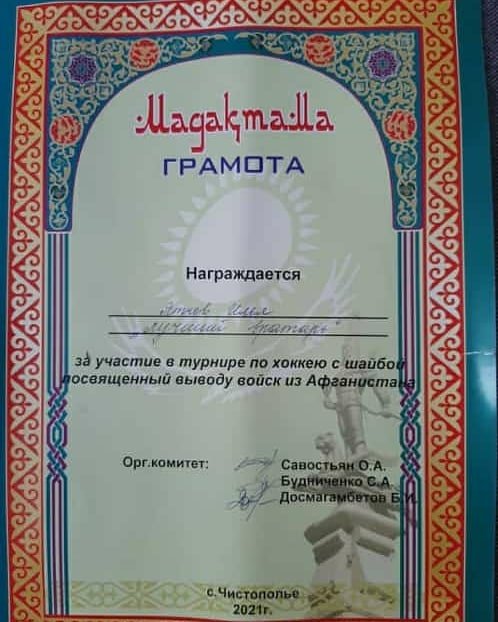 Мадақтама
ГРАМОТА
Награждается
Илья
"лучший вратарь"
за участие в турнире по хоккею с шайбой
посвященный выводу войск из Афганистана
Орг.комитет: Савостьян О.А.
Будниченко С.А
Досмагамбетов Б.И.
с.Чистополье
2021г.